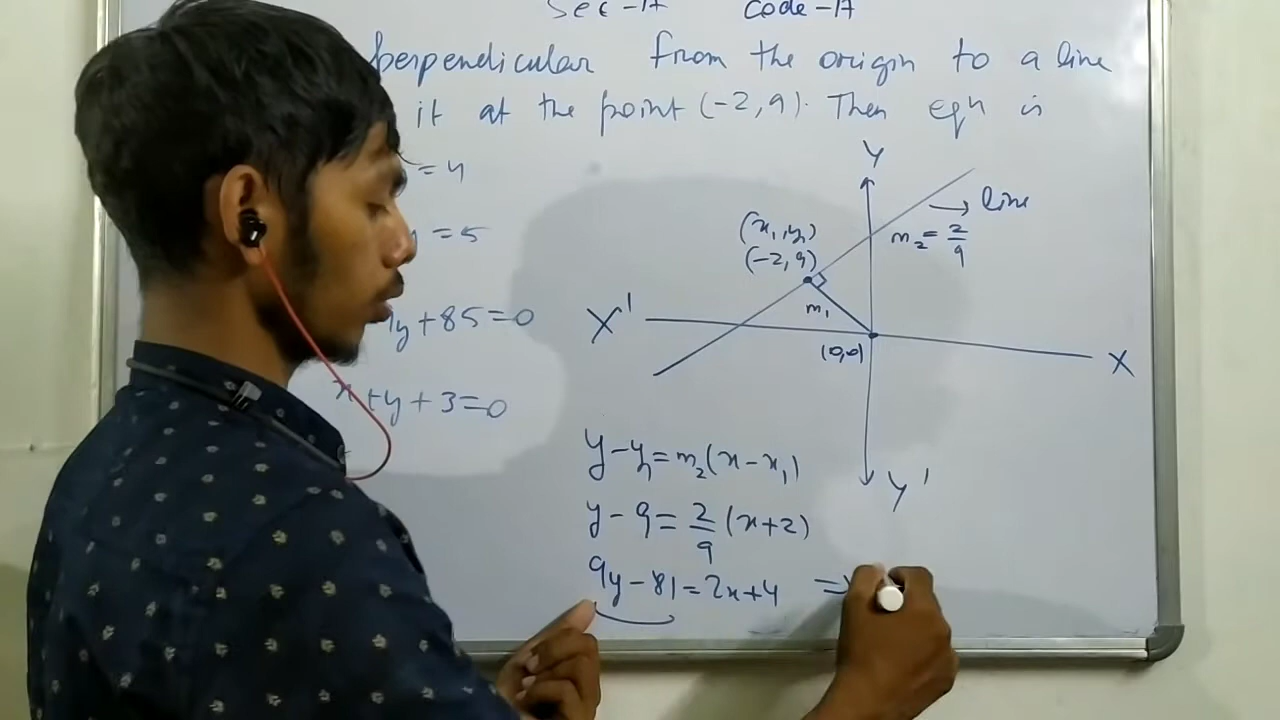 Sec-A Code-A
perpendicular from the origin to a line
it at the point (-2,9). Then eqn is
=4
=5
y+85=0
x+y+3=0
Y
line
m₂=2/9
(x₁,y₁)
(-2,9)
m₁
X'
(0,0)
X
Y'
y-y₁=m₂(x-x₁)
y-9=2/9(x+2)
9y-81=2x+4 ⇒